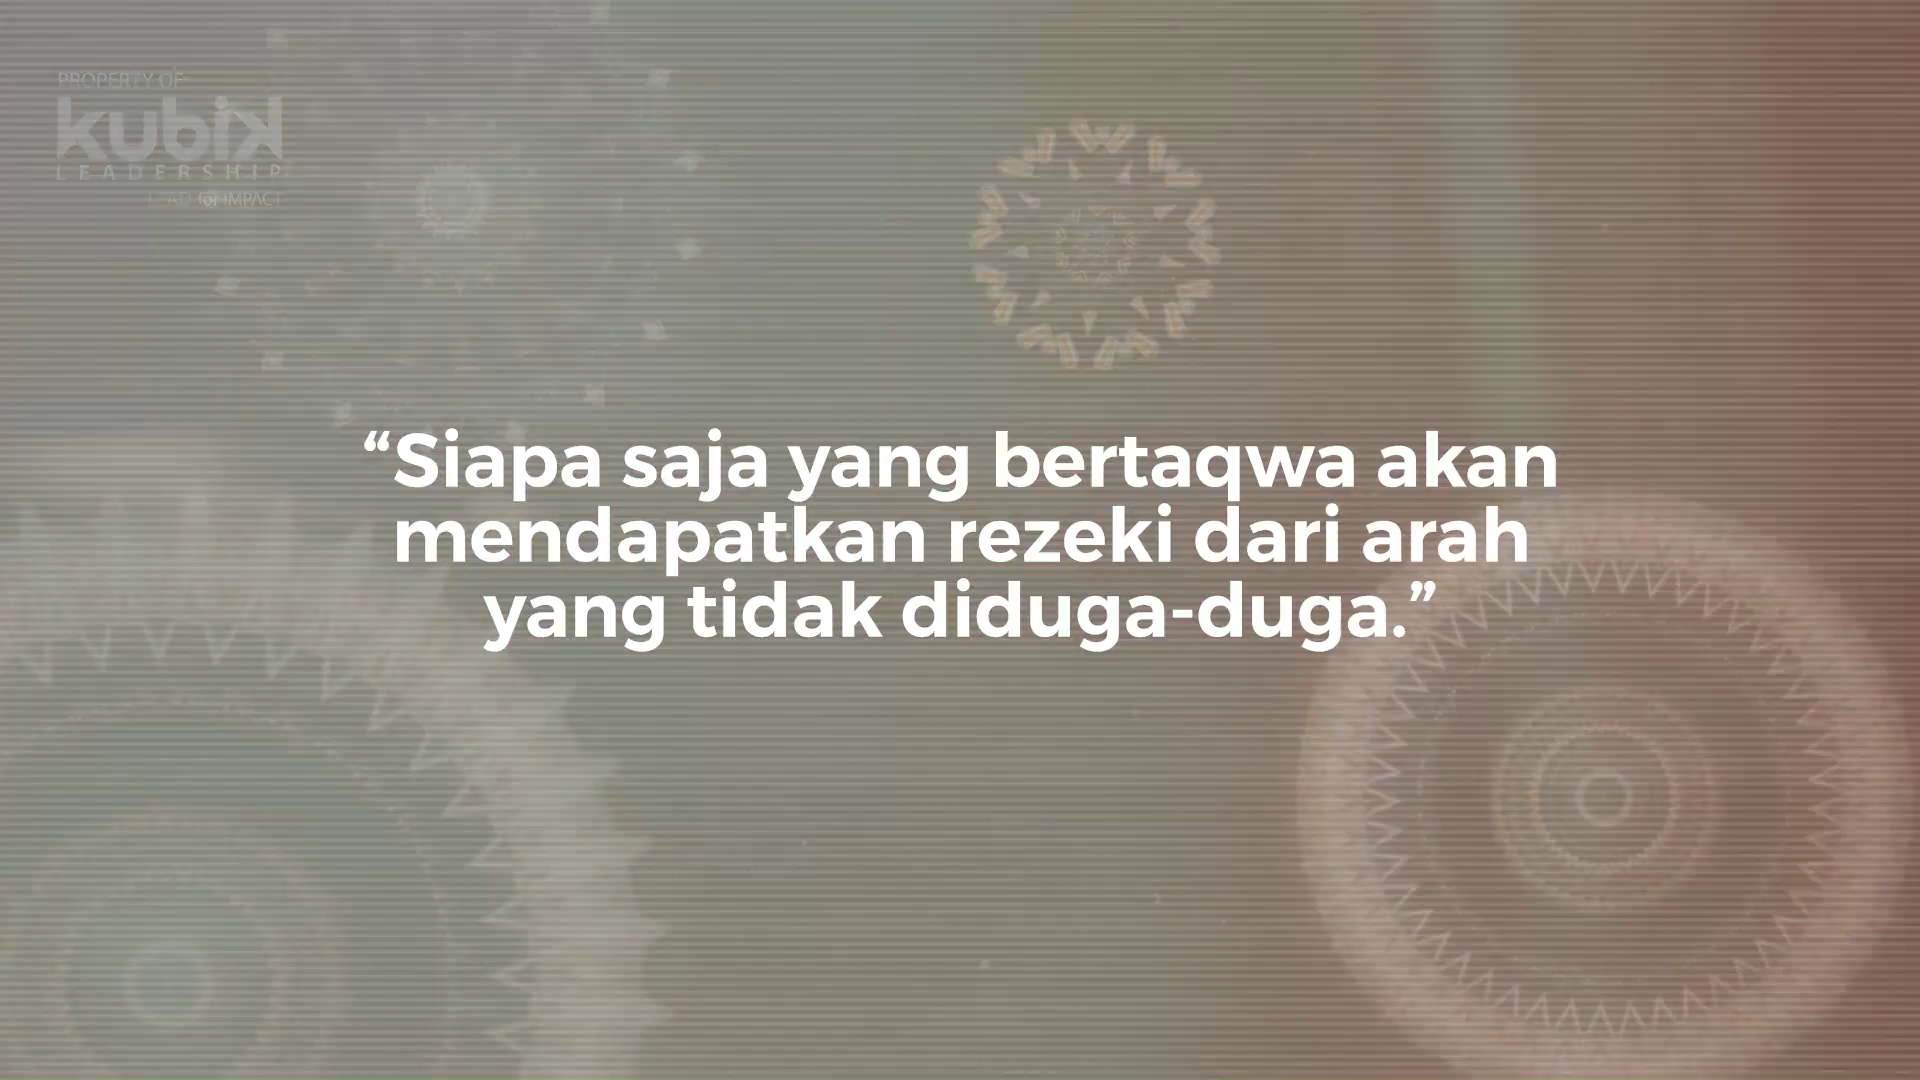 PROPERTY OF
kubik
LEADERSHIP
LEAD for IMPACT
“Siapa saja yang bertaqwa akan
mendapatkan rezeki dari arah
yang tidak diduga-duga.”